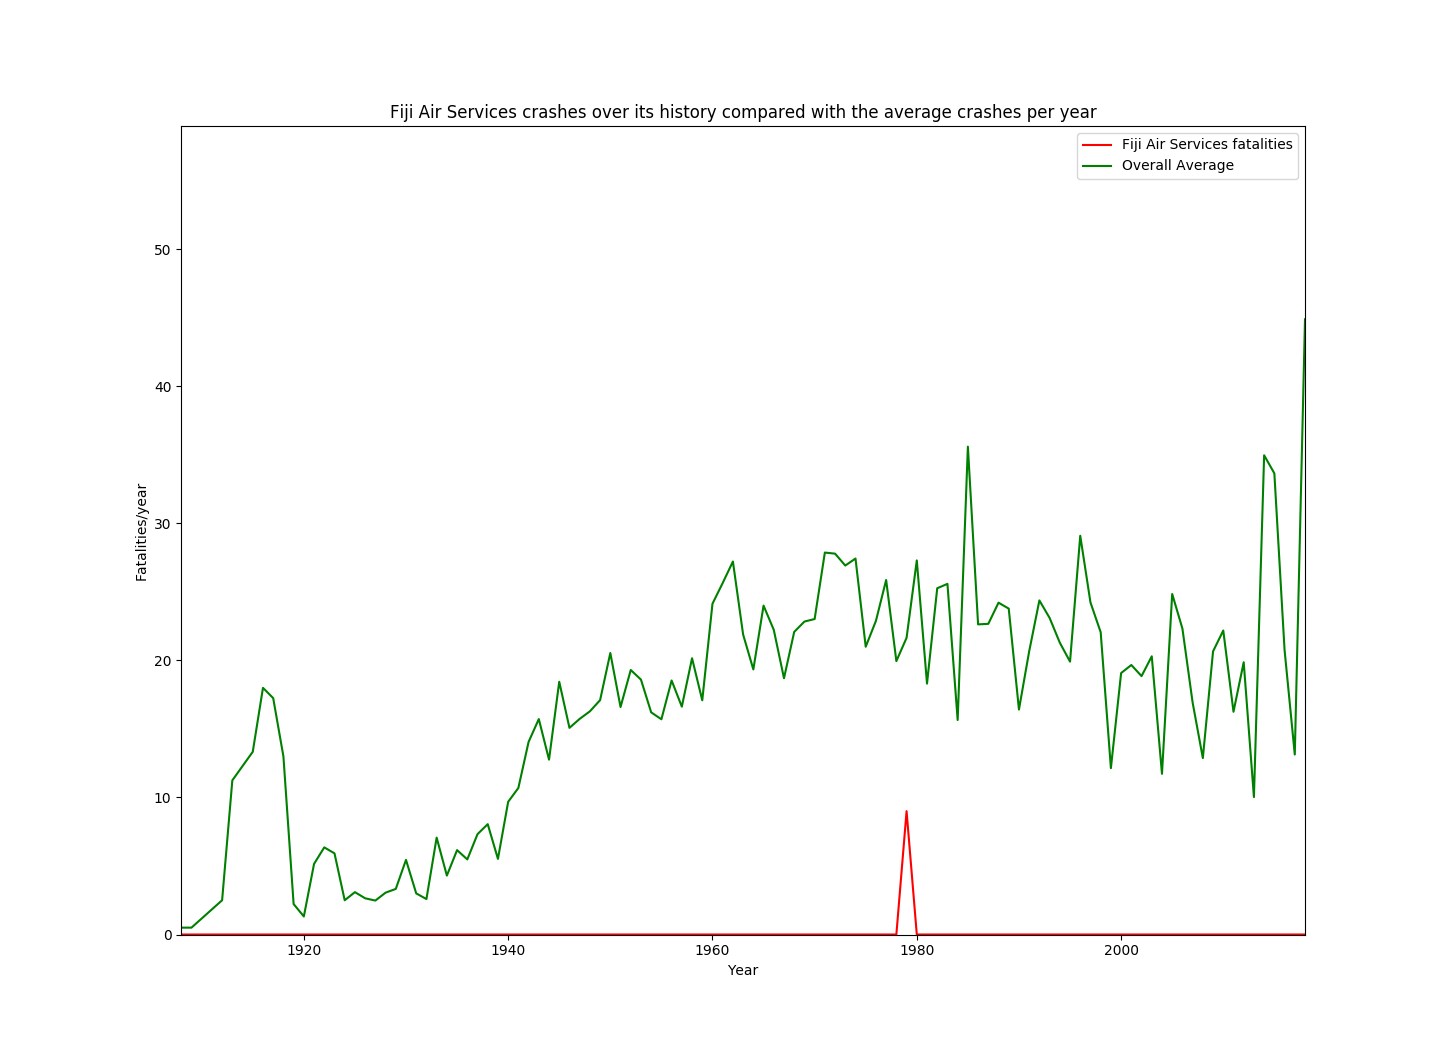 Fiji Air Services crashes over its history compared with the average crashes per year
Fiji Air Services fatalities
Overall Average
50
40
30
20
10
0
Fatalities/year
1920 1940 1960 1980 2000
Year